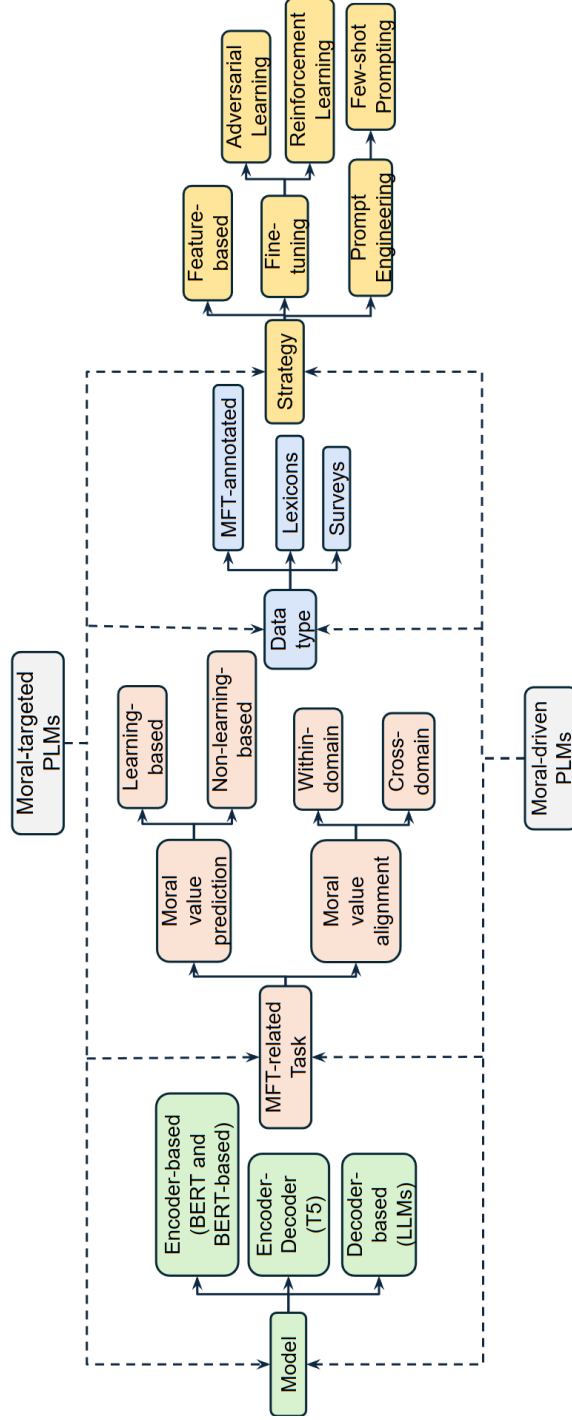 Moral-targeted
PLMs
Model
Encoder-based
(BERT and
BERT-based)
Encoder-
Decoder
(T5)
Decoder-
based
(LLMs)
MFT-related
Task
Moral
value
prediction
Learning-
based
Non-learning-
based
Moral
value
alignment
Within-
domain
Cross-
domain
Data
type
MFT-annotated
Lexicons
Surveys
Strategy
Feature-
based
Fine-
tuning
Adversarial
Learning
Reinforcement
Learning
Prompt
Engineering
Few-shot
Prompting
Moral-driven
PLMs